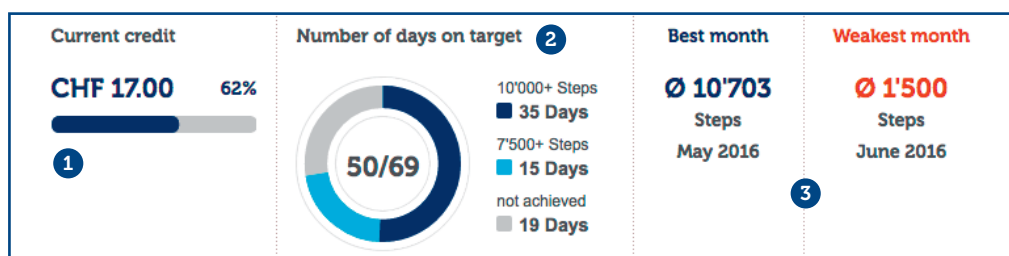 Current credit
CHF 17.00 62%
1
Number of days on target 2
50/69
10'000+ Steps
35 Days
7'500+ Steps
15 Days
not achieved
19 Days
Best month
Ø 10'703
Steps
May 2016
Weakest month
Ø 1'500
Steps
June 2016
3